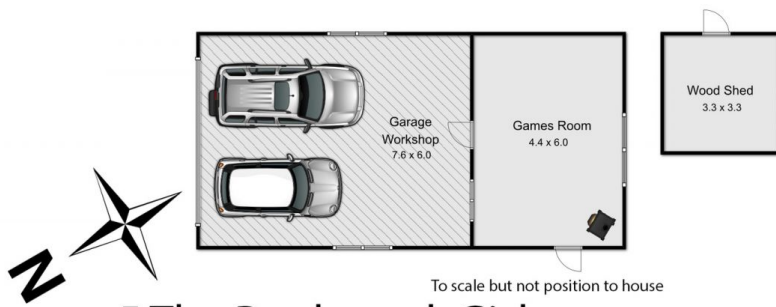 Garage
Workshop
7.6 x 6.0
Games Room
4.4 x 6.0
Wood Shed
3.3 x 3.3
N
To scale but not position to house